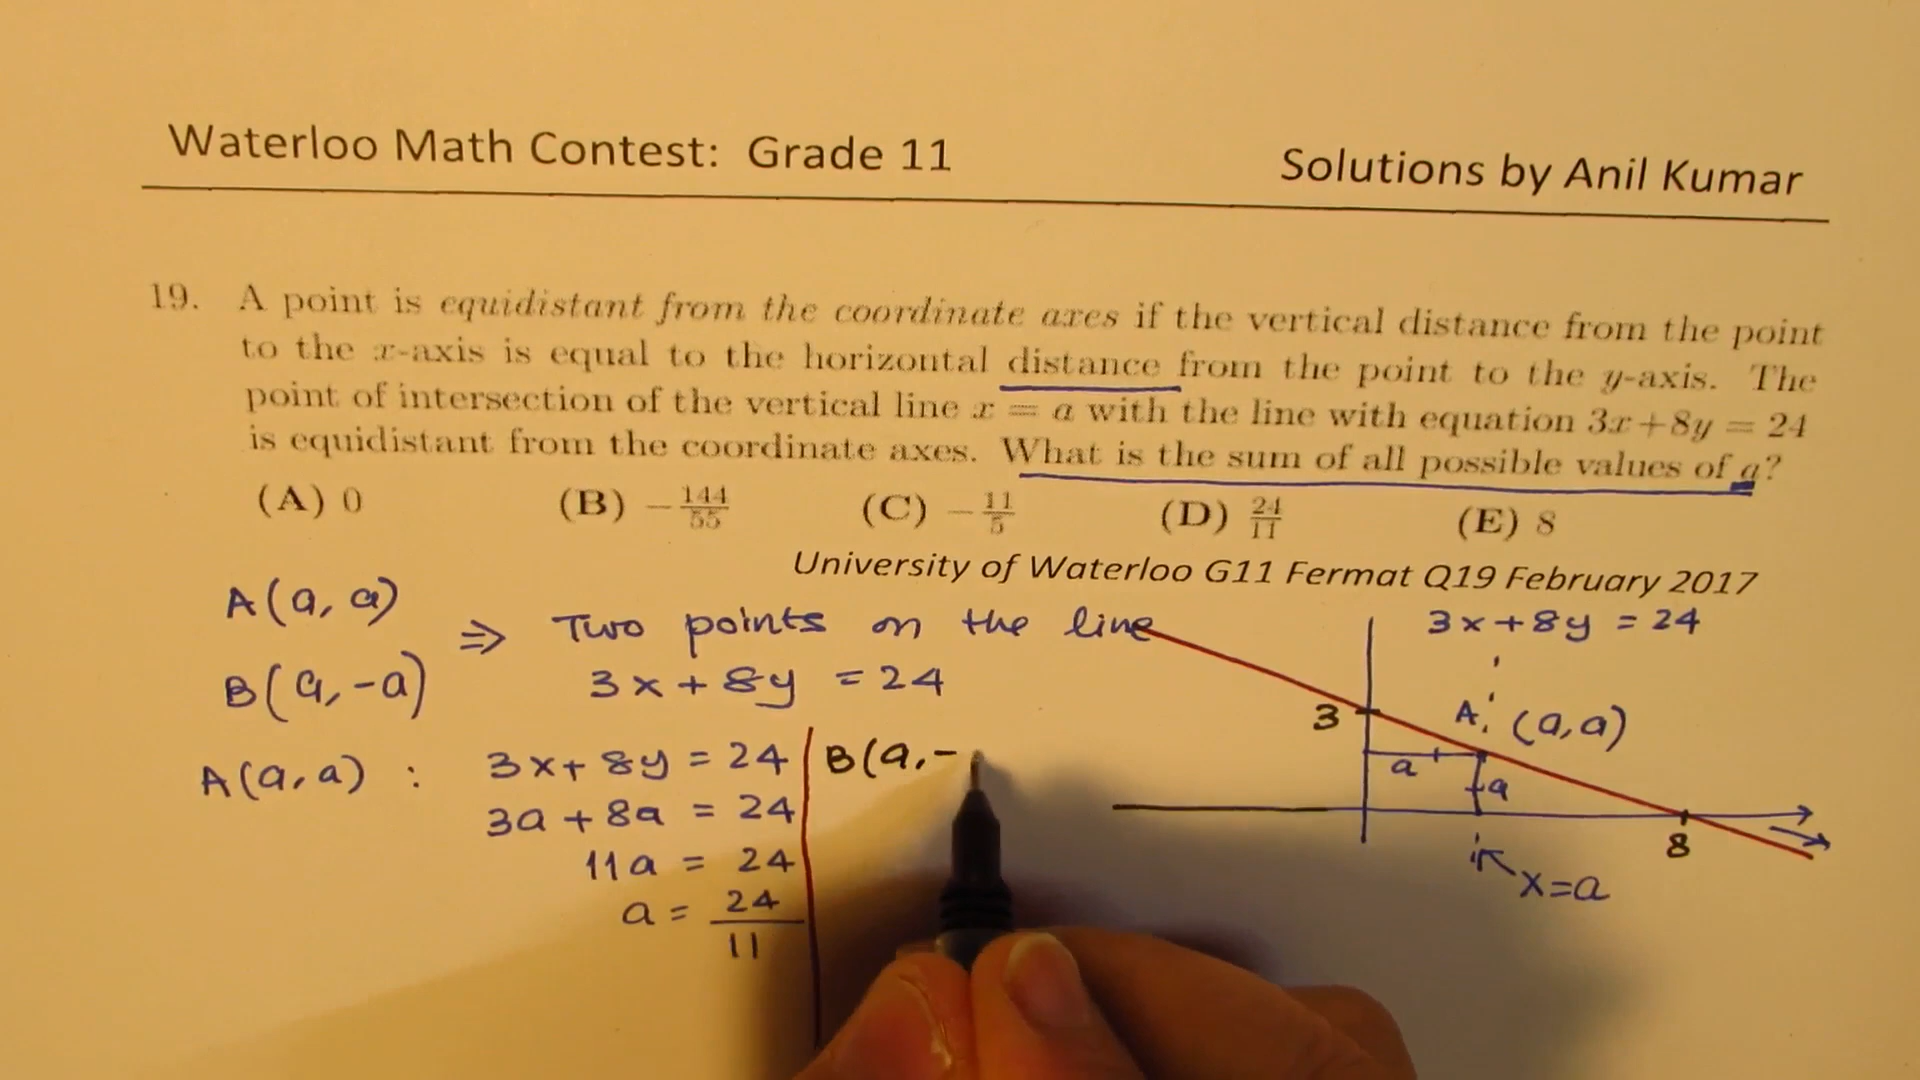 Waterloo Math Contest: Grade 11
Solutions by Anil Kumar
19. A point is equidistant from the coordinate axes if the vertical distance from the point
to the x-axis is equal to the horizontal distance from the point to the y-axis. The
point of intersection of the vertical line x = a with the line with equation 3x+8y = 24
is equidistant from the coordinate axes. What is the sum of all possible values of a?
(A) 0 (B) −144/55 (C) −11/5 (D) 24/11 (E) 8
University of Waterloo G11 Fermat Q19 February 2017
A(a, a)
B(a, -a)
⇒ Two points on the line
3x + 8y = 24
A(a, a) : 3x + 8y = 24
3a + 8a = 24
11a = 24
a = 24/11
B(a, -
3x + 8y = 24
A (a, a)
3
a
a
8
x = a